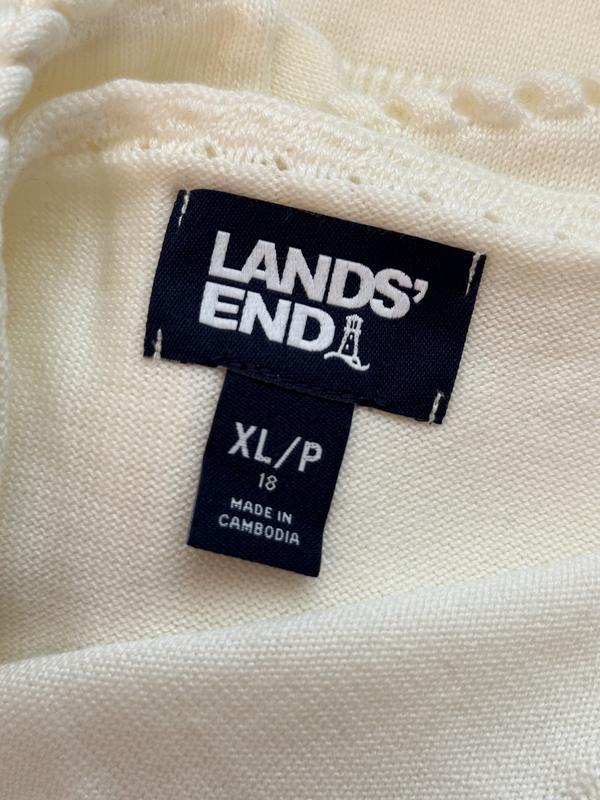 LANDS'
END
XL/P
18
MADE IN
CAMBODIA